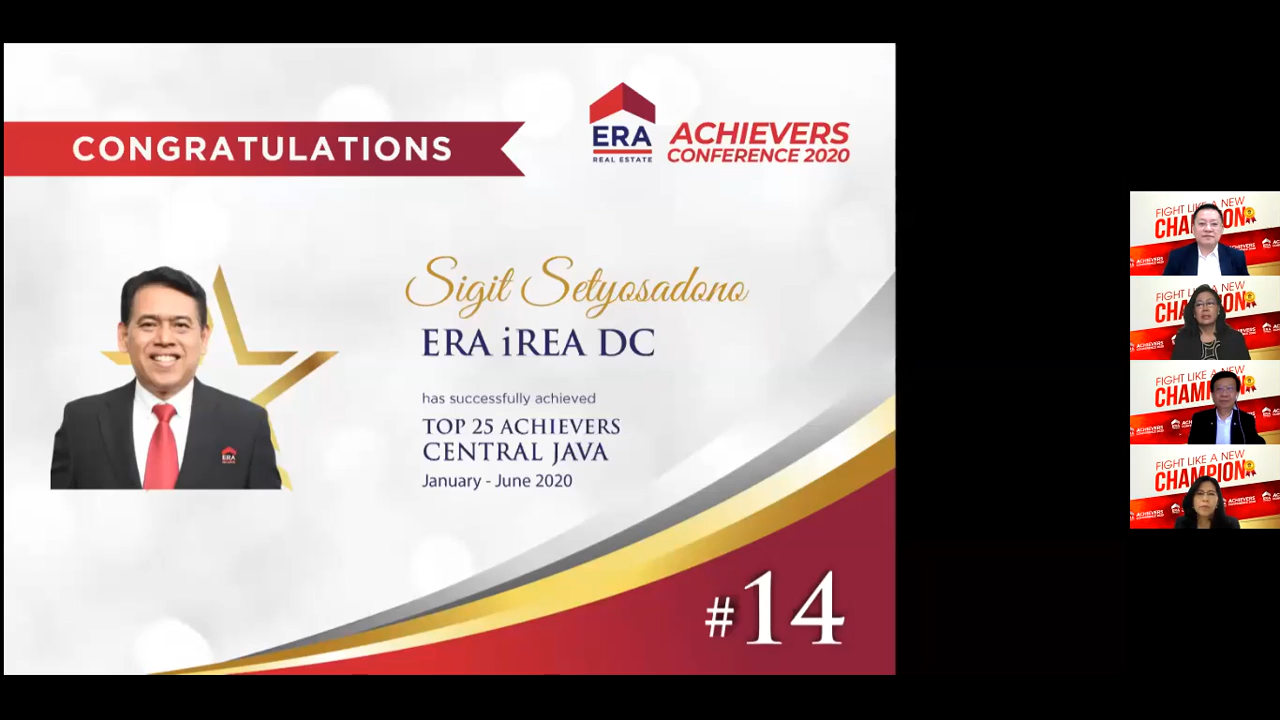 CONGRATULATIONS
ERA
REAL ESTATE
ACHIEVERS
CONFERENCE 2020
Sigit Setyosadono
ERA iREA DC
has successfully achieved
TOP 25 ACHIEVERS
CENTRAL JAVA
January - June 2020
#14
ERA
FIGHT LIKE A NEW
CHAMPION
FIGHT LIKE A NEW
CHAMPION
FIGHT LIKE A NEW
CHAMPION
FIGHT LIKE A NEW
CHAMPION